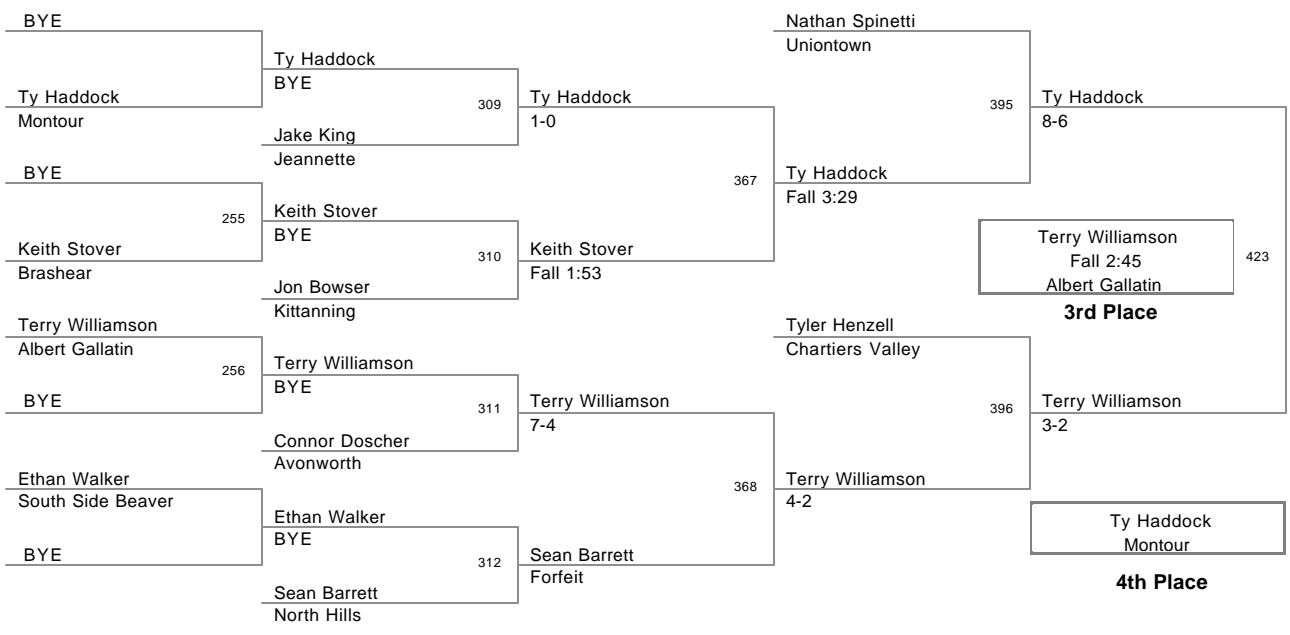 BYE
Ty Haddock
Montour
BYE
Keith Stover
Brashear
Terry Williamson
Albert Gallatin
BYE
Ethan Walker
South Side Beaver
BYE
255
256
Ty Haddock
BYE
Jake King
Jeannette
Keith Stover
BYE
Jon Bowser
Kittanning
Terry Williamson
BYE
Connor Doscher
Avonworth
Ethan Walker
BYE
Sean Barrett
North Hills
309
310
311
312
Ty Haddock
1-0
Keith Stover
Fall 1:53
Terry Williamson
7-4
Sean Barrett
Forfeit
367
368
Nathan Spinetti
Uniontown
Ty Haddock
Fall 3:29
Tyler Henzell
Chartiers Valley
Terry Williamson
4-2
395
396
Ty Haddock
8-6
Terry Williamson
3-2
Terry Williamson
Fall 2:45
Albert Gallatin
423
3rd Place
Ty Haddock
Montour
4th Place